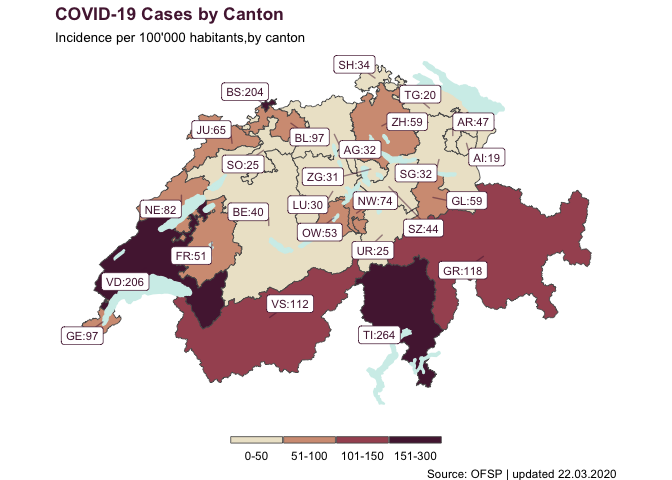 COVID-19 Cases by Canton
Incidence per 100'000 habitants,by canton
SH:34
BS:204
TG:20
JU:65
ZH:59
AR:47
BL:97
AG:32
AI:19
SO:25
ZG:31
SG:32
NE:82
BE:40
LU:30
NW:74
GL:59
OW:53
SZ:44
FR:51
UR:25
GR:118
VD:206
VS:112
GE:97
TI:264
0-50 51-100 101-150 151-300
Source: OFSP | updated 22.03.2020